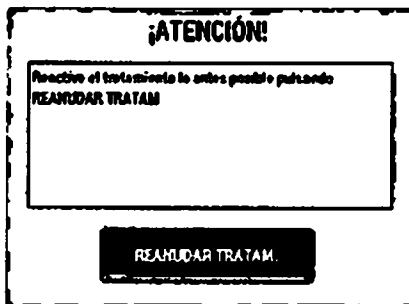 ¡ATENCIÓN!
Reactive el tratamiento lo antes posible pulsando
REANUDAR TRATAM
REANUDAR TRATAM.